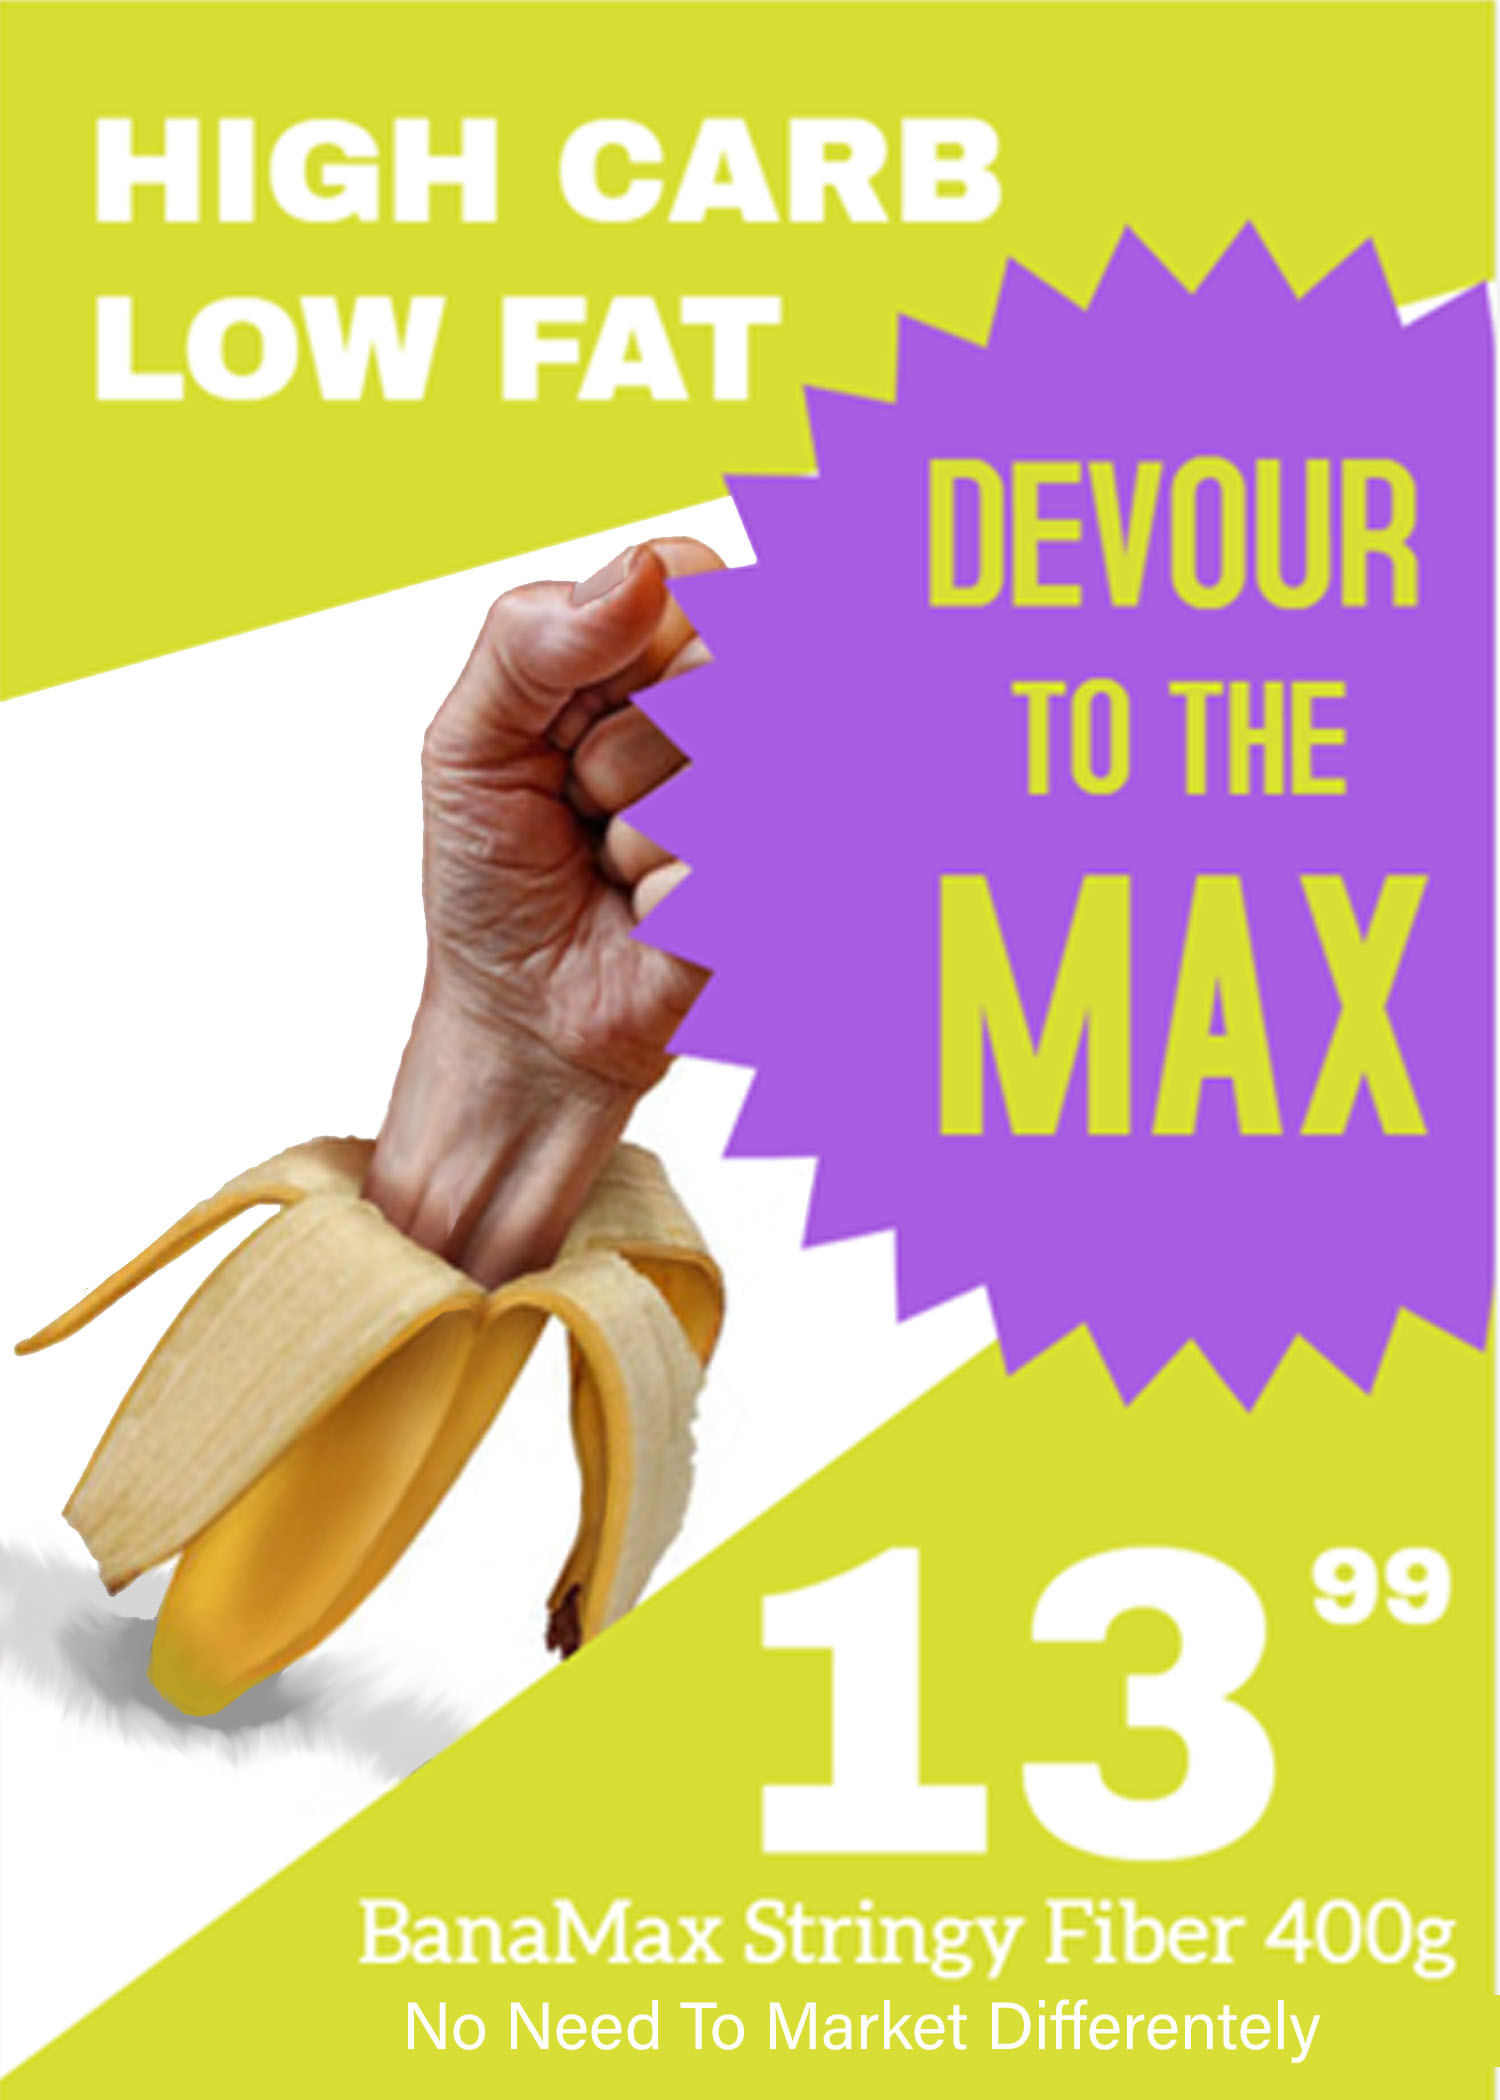 HIGH CARB
LOW FAT
DEVOUR
TO THE
MAX
13 99
BanaMax Stringy Fiber 400g
No Need To Market Differentely